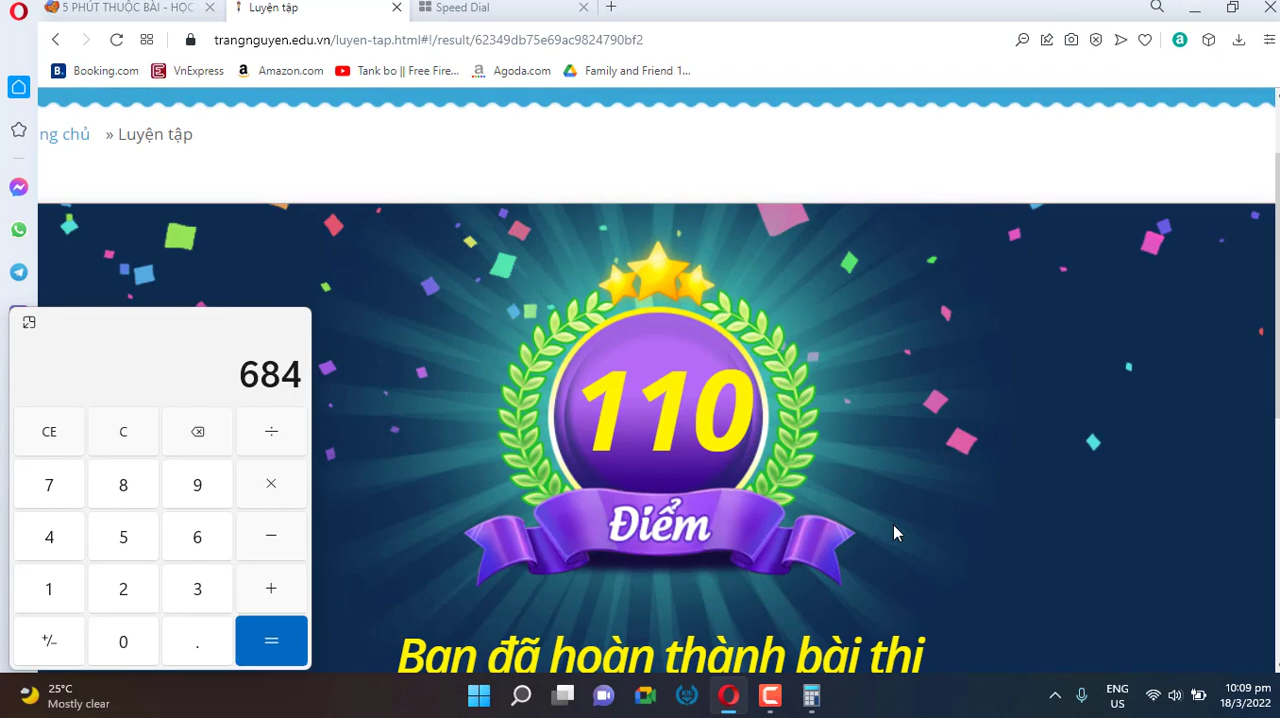 5 PHÚT THUỘC BÀI - HỌC
Luyện tập
Speed Dial
trangnguyen.edu.vn/luyen-tap.html#!/result/62349db75e69ac9824790bf2
B. Booking.com
VnExpress
Amazon.com
Tank bo || Free Fire...
Agoda.com
Family and Friend 1...
ng chủ » Luyện tập
110
Điểm
Bạn đã hoàn thành bài thi
684
CE C ÷
7 8 9 ×
4 5 6 −
1 2 3 +
+/− 0 . =
25°C
Mostly clear
ENG
US
10:09 pm
18/3/2022